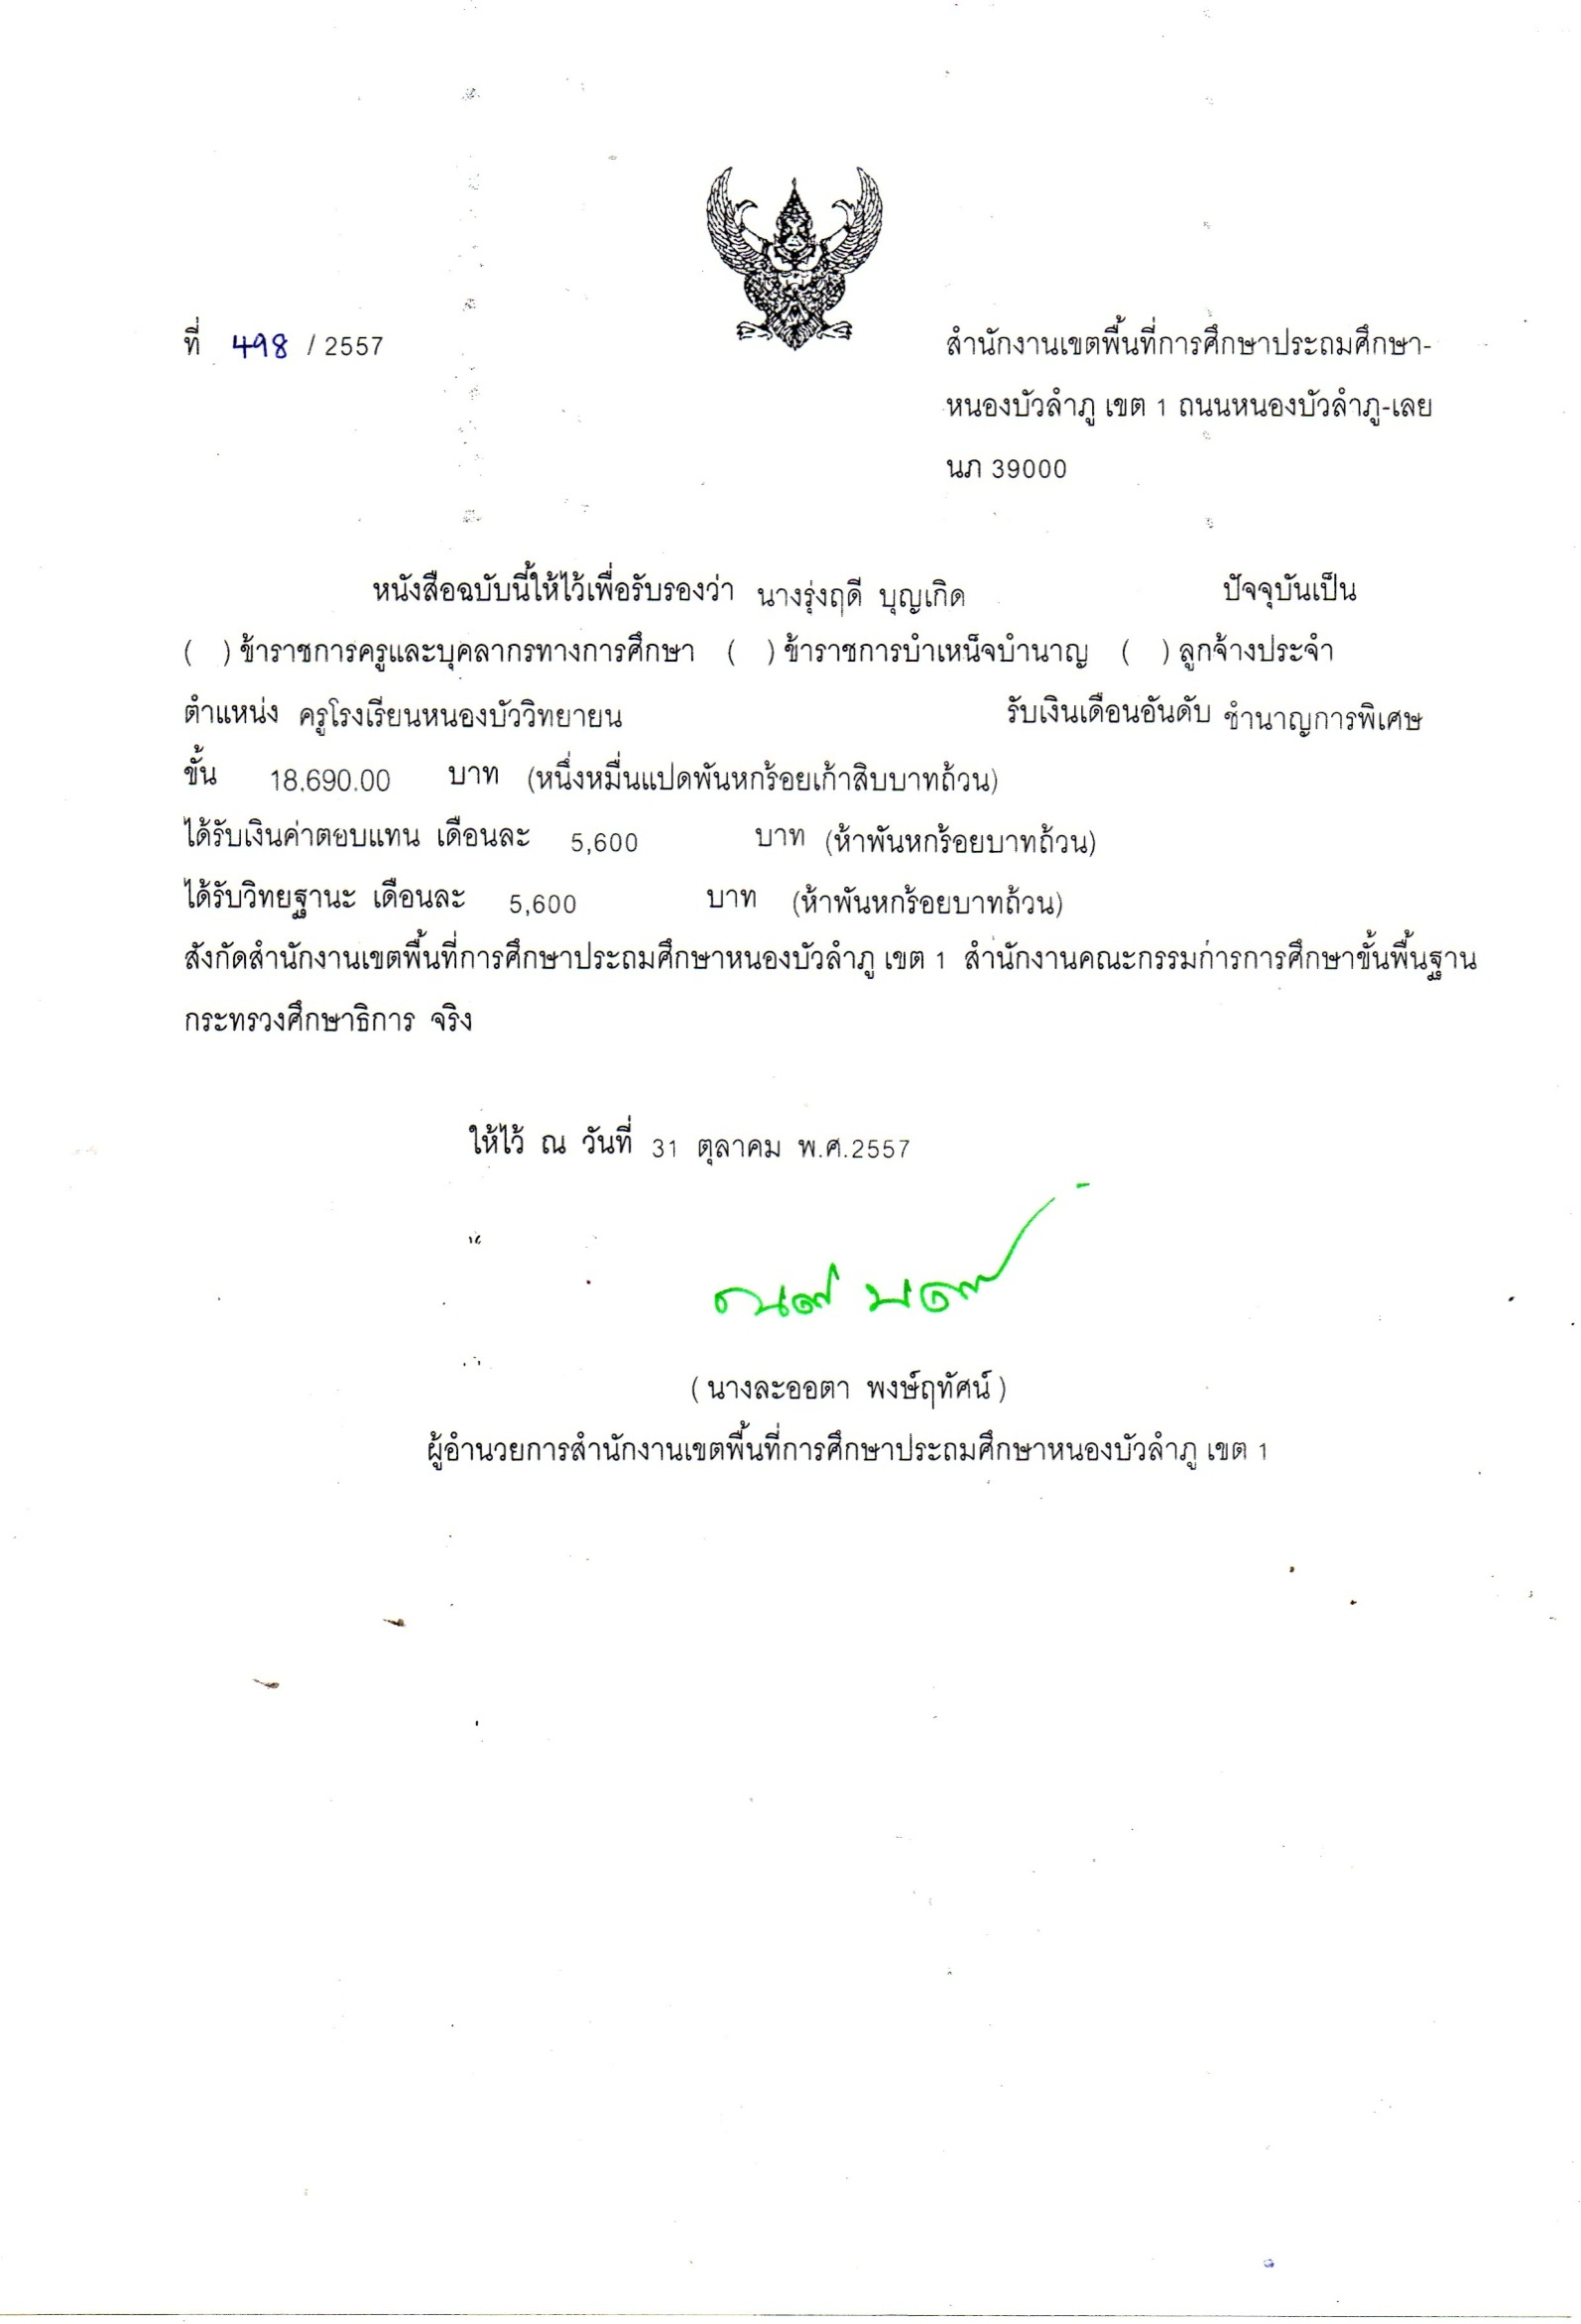 ที่ 498 / 2557
สำนักงานเขตพื้นที่การศึกษาประถมศึกษา-
หนองบัวลำภู เขต 1 ถนนหนองบัวลำภู-เลย
นภ 39000
หนังสือฉบับนี้ให้ไว้เพื่อรับรองว่า นางรุ่งฤดี บุญเกิด ปัจจุบันเป็น
( ) ข้าราชการครูและบุคลากรทางการศึกษา ( ) ข้าราชการบำเหน็จบำนาญ ( ) ลูกจ้างประจำ
ตำแหน่ง ครูโรงเรียนหนองบัววิทยายน รับเงินเดือนอันดับ ชำนาญการพิเศษ
ขั้น 18.690.00 บาท (หนึ่งหมื่นแปดพันหกร้อยเก้าสิบบาทถ้วน)
ได้รับเงินค่าตอบแทน เดือนละ 5,600 บาท (ห้าพันหกร้อยบาทถ้วน)
ได้รับวิทยฐานะ เดือนละ 5,600 บาท (ห้าพันหกร้อยบาทถ้วน)
สังกัดสำนักงานเขตพื้นที่การศึกษาประถมศึกษาหนองบัวลำภู เขต 1 สำนักงานคณะกรรมการการศึกษาขั้นพื้นฐาน
กระทรวงศึกษาธิการ จริง
ให้ไว้ ณ วันที่ 31 ตุลาคม พ.ศ.2557
( นางละออตา พงษ์ฤทัศน์ )
ผู้อำนวยการสำนักงานเขตพื้นที่การศึกษาประถมศึกษาหนองบัวลำภู เขต 1